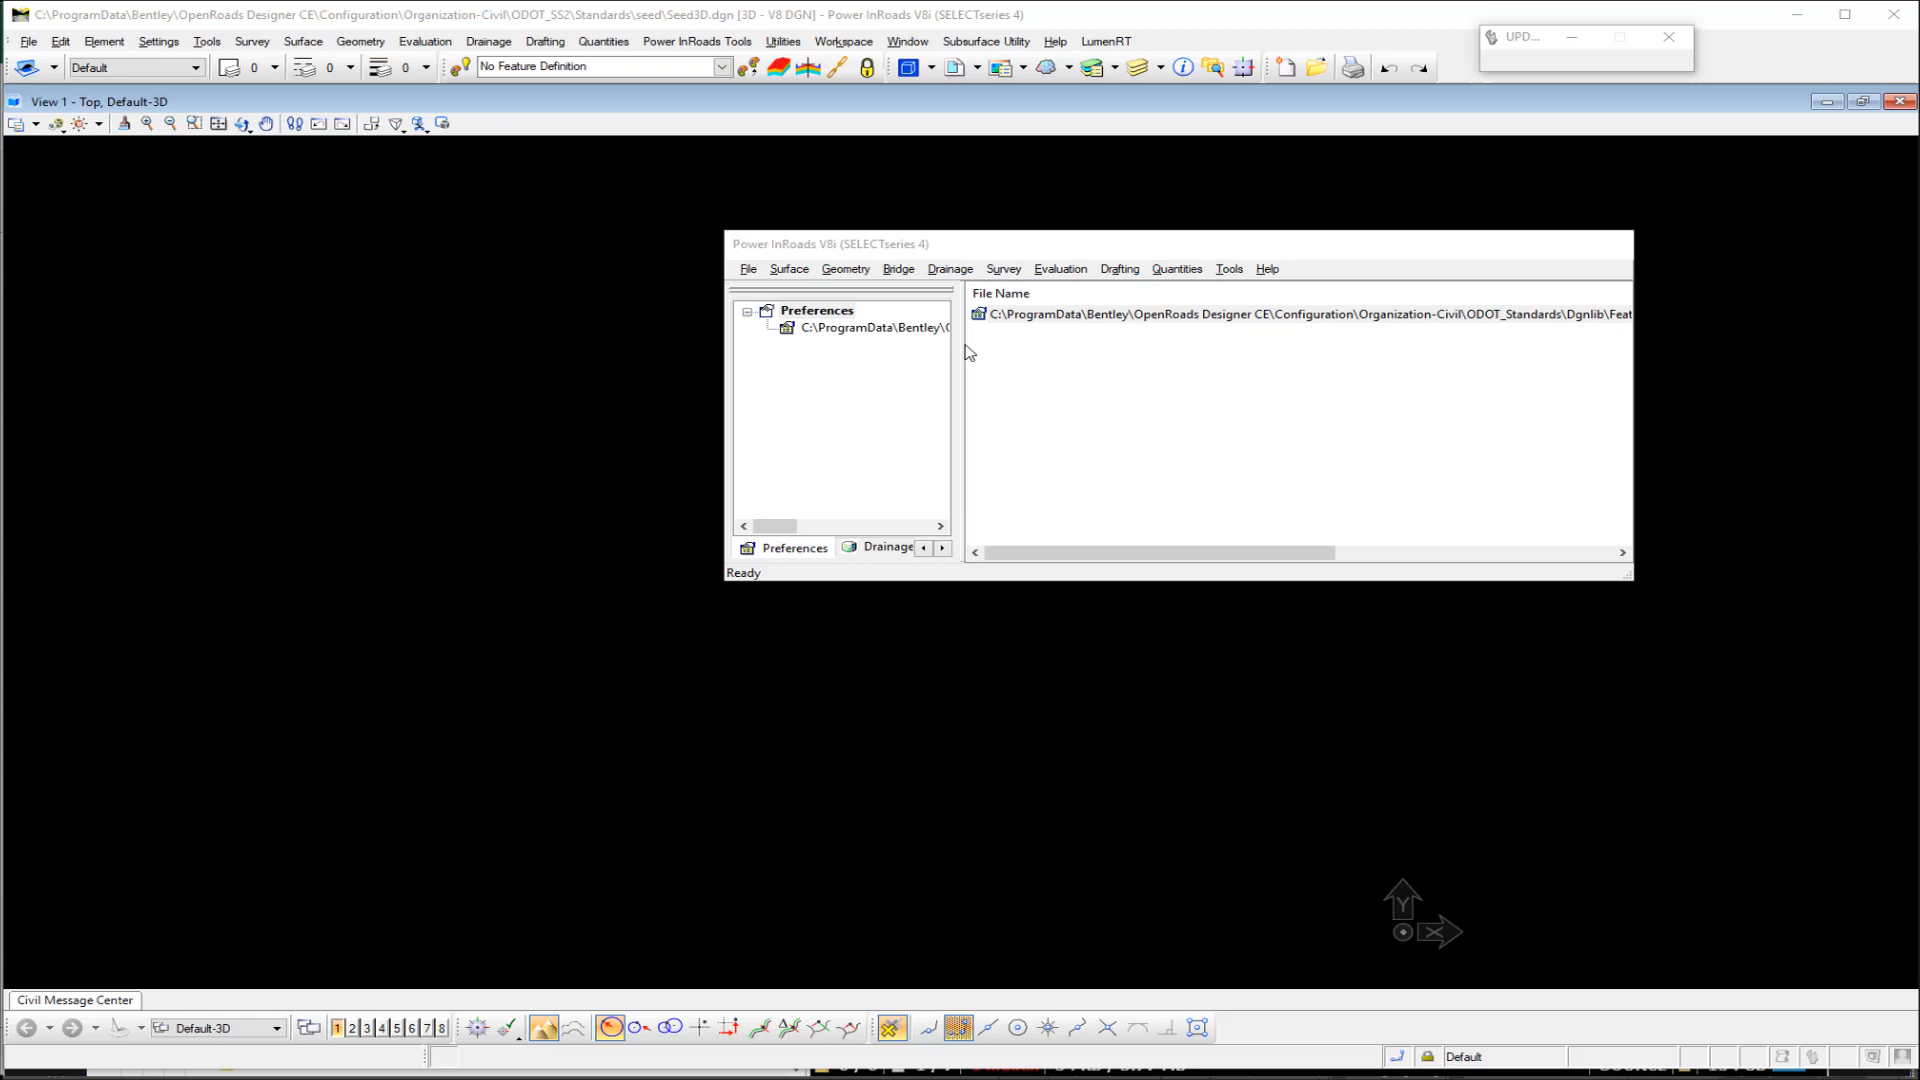 C:\ProgramData\Bentley\OpenRoads Designer CE\Configuration\Organization-Civil\ODOT_SS2\Standards\seed\Seed3D.dgn [3D - V8 DGN] - Power InRoads V8i (SELECTseries 4)
File Edit Element Settings Tools Survey Surface Geometry Evaluation Drainage Drafting Quantities Power InRoads Tools Utilities Workspace Window Subsurface Utility Help LumenRT
UPD...
Default 0 0 0 No Feature Definition
View 1 - Top, Default-3D
Power InRoads V8i (SELECTseries 4)
File Surface Geometry Bridge Drainage Survey Evaluation Drafting Quantities Tools Help
File Name
Preferences
C:\ProgramData\Bentley\OpenRoads Designer CE\Configuration\Organization-Civil\ODOT_Standards\Dgnlib\Feat
C:\ProgramData\Bentley\
Preferences Drainage
Ready
Y
X
Civil Message Center
Default-3D 1 2 3 4 5 6 7 8
Default